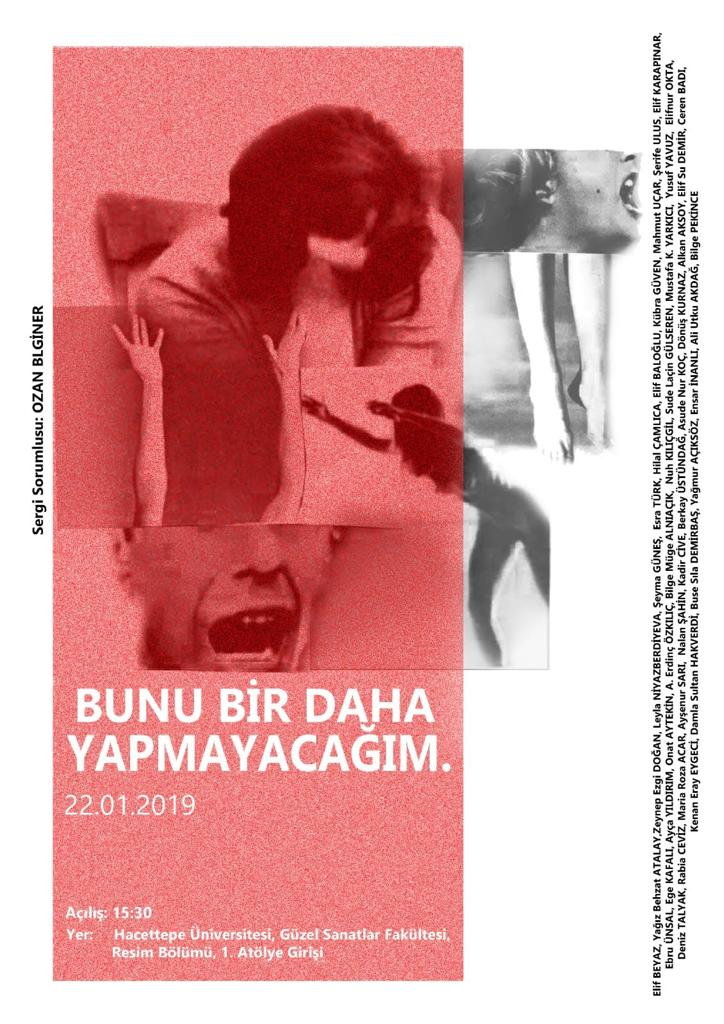 Sergi Sorumlusu: OZAN BLGİNER
BUNU BİR DAHA
YAPMAYACAĞIM.
22.01.2019
Açılış: 15:30
Yer: Hacettepe Üniversitesi, Güzel Sanatlar Fakültesi,
Resim Bölümü, 1. Atölye Girişi
Elif BEYAZ, Yağız Behzat ATALAY,Zeynep Ezgi DOĞAN, Leyla NİYAZBERDİYEVA, Şeyma GÜNEŞ, Esra TÜRK, Hilal ÇAMLICA, Elif BALOĞLU, Kübra GÜVEN, Mahmut UÇAR, Şerife ULUS, Elif KARAPINAR,
Ebru ÜNSAL, Ege KAFALI, Ayça YILDIRIM, Onat AYTEKİN, A. Erdinç ÖZKILIÇ, Bilge Müge ALNIAÇIK, Nuh KILIÇGİL, Sude Laçin GÜLSEREN, Mustafa K. YARKICI, Yusuf YAVUZ, Elifnur OKTA,
Deniz TALYAK, Rabia CEVİZ, Maria Roza ACAR, Ayşenur SARI, Nalan ŞAHİN, Kadir CİVE, Berkay ÜSTÜNDAĞ, Asude Nur KOÇ, Dönüş KURNAZ, Alkan AKSOY, Elif Su DEMİR, Ceren BADI,
Kenan Eray EYGECİ, Damla Sultan HAKVERDİ, Buse Sıla DEMİRBAŞ, Yağmur AÇIKSÖZ, Ensar İNANLI, Ali Utku AKDAĞ, Bilge PEKİNCE